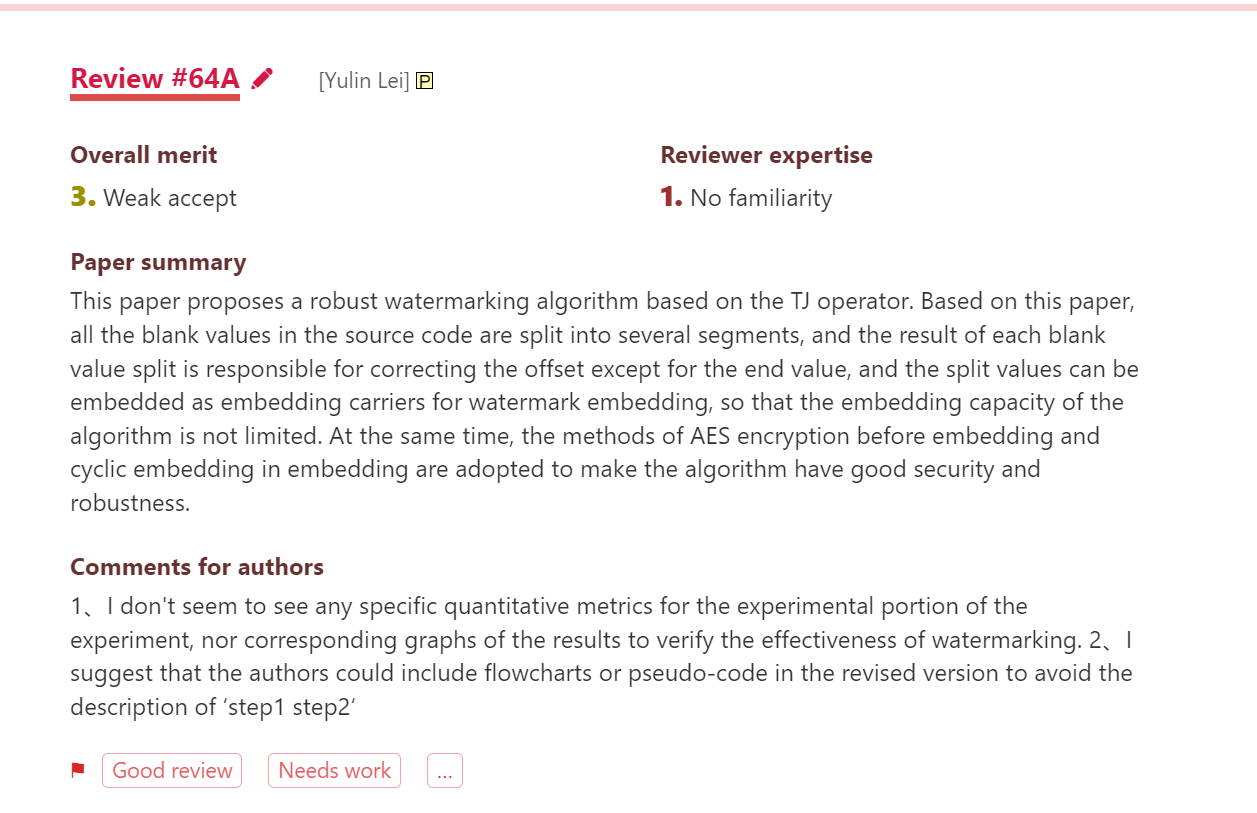 Review #64A [Yulin Lei] P
Overall merit
Reviewer expertise
3. Weak accept
1. No familiarity
Paper summary
This paper proposes a robust watermarking algorithm based on the TJ operator. Based on this paper,
all the blank values in the source code are split into several segments, and the result of each blank
value split is responsible for correcting the offset except for the end value, and the split values can be
embedded as embedding carriers for watermark embedding, so that the embedding capacity of the
algorithm is not limited. At the same time, the methods of AES encryption before embedding and
cyclic embedding in embedding are adopted to make the algorithm have good security and
robustness.
Comments for authors
1、I don't seem to see any specific quantitative metrics for the experimental portion of the
experiment, nor corresponding graphs of the results to verify the effectiveness of watermarking. 2、I
suggest that the authors could include flowcharts or pseudo-code in the revised version to avoid the
description of ‘step1 step2‘
Good review Needs work ...